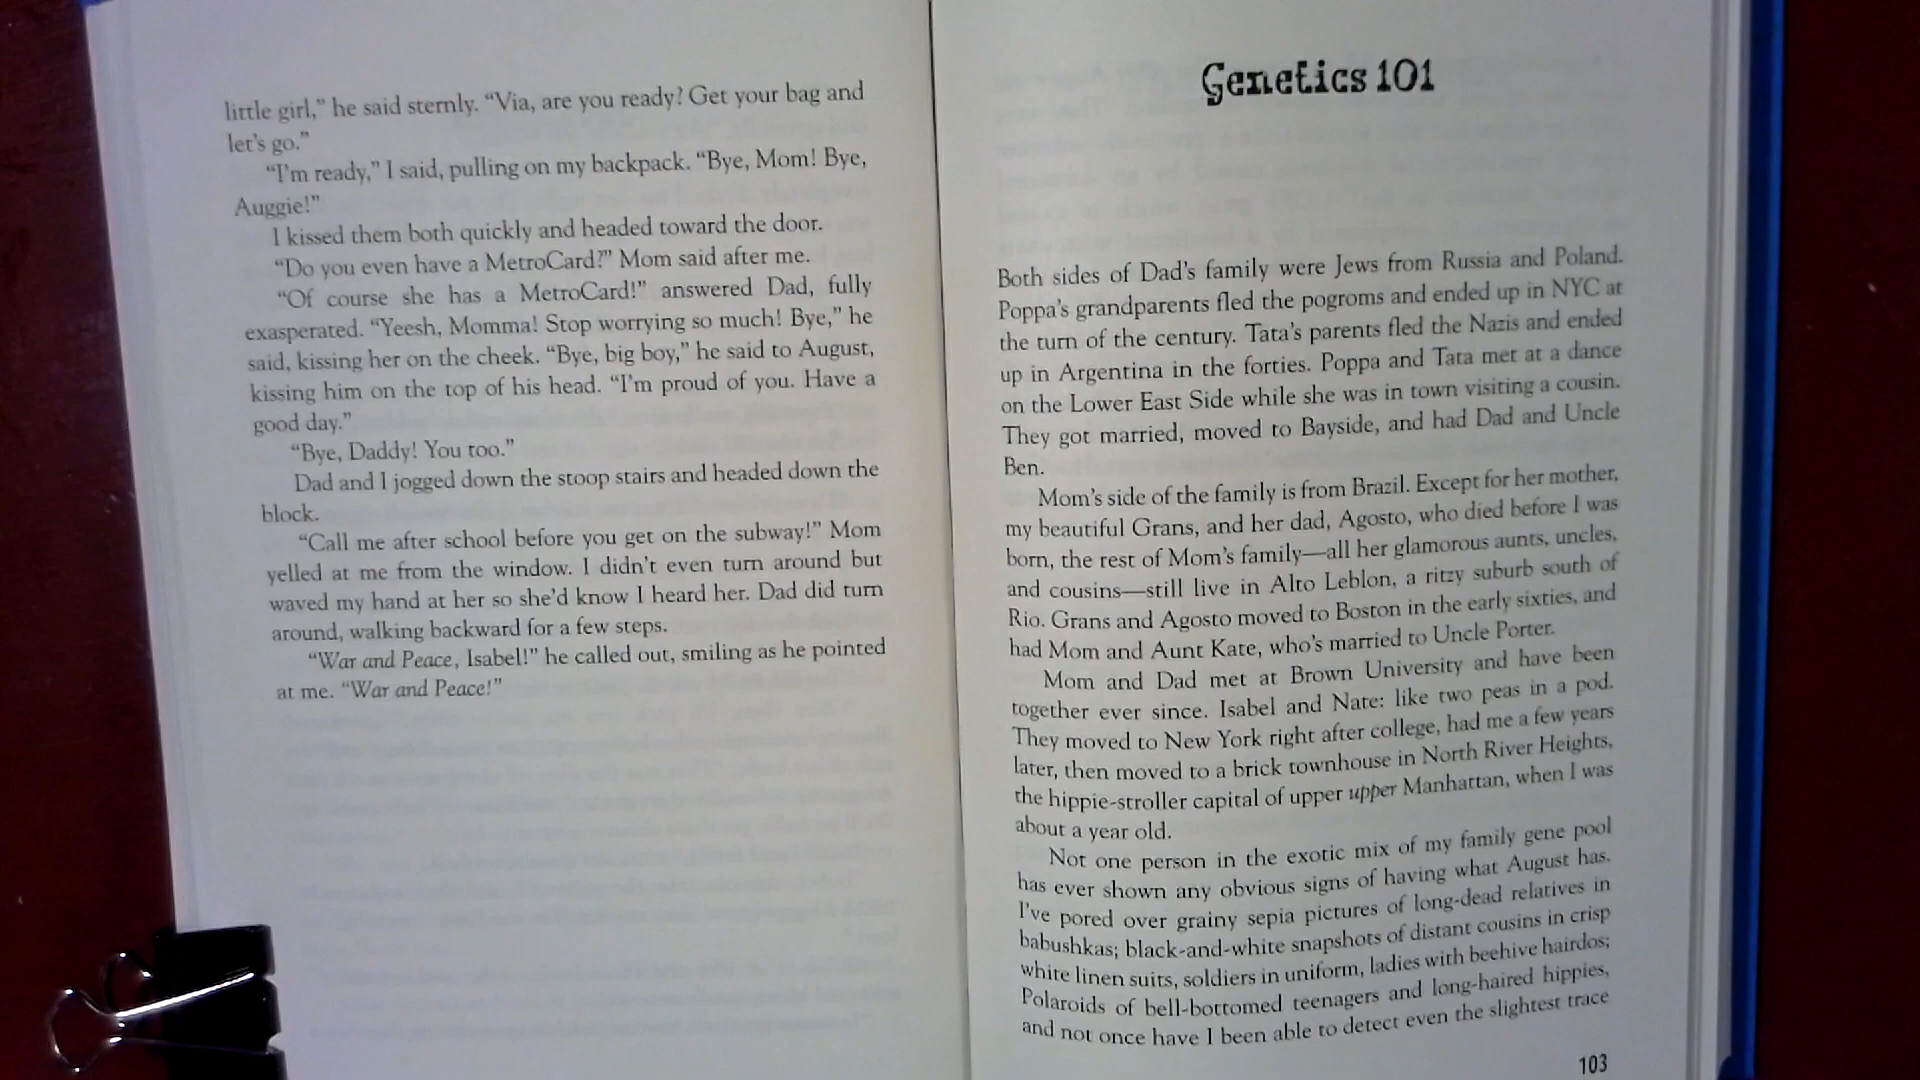 little girl,” he said sternly. “Via, are you ready? Get your bag and
let’s go.”
“I’m ready,” I said, pulling on my backpack. “Bye, Mom! Bye,
Auggie!”
I kissed them both quickly and headed toward the door.
“Do you even have a MetroCard?” Mom said after me.
“Of course she has a MetroCard!” answered Dad, fully
exasperated. “Yeesh, Momma! Stop worrying so much! Bye,” he
said, kissing her on the cheek. “Bye, big boy,” he said to August,
kissing him on the top of his head. “I’m proud of you. Have a
good day.”
“Bye, Daddy! You too.”
Dad and I jogged down the stoop stairs and headed down the
block.
“Call me after school before you get on the subway!” Mom
yelled at me from the window. I didn’t even turn around but
waved my hand at her so she’d know I heard her. Dad did turn
around, walking backward for a few steps.
“War and Peace, Isabel!” he called out, smiling as he pointed
at me. “War and Peace!”
Genetics 101
Both sides of Dad’s family were Jews from Russia and Poland.
Poppa’s grandparents fled the pogroms and ended up in NYC at
the turn of the century. Tata’s parents fled the Nazis and ended
up in Argentina in the forties. Poppa and Tata met at a dance
on the Lower East Side while she was in town visiting a cousin.
They got married, moved to Bayside, and had Dad and Uncle
Ben.
Mom’s side of the family is from Brazil. Except for her mother,
my beautiful Grans, and her dad, Agosto, who died before I was
born, the rest of Mom’s family—all her glamorous aunts, uncles,
and cousins—still live in Alto Leblon, a ritzy suburb south of
Rio. Grans and Agosto moved to Boston in the early sixties, and
had Mom and Aunt Kate, who’s married to Uncle Porter.
Mom and Dad met at Brown University and have been
together ever since. Isabel and Nate: like two peas in a pod.
They moved to New York right after college, had me a few years
later, then moved to a brick townhouse in North River Heights,
the hippie-stroller capital of upper upper Manhattan, when I was
about a year old.
Not one person in the exotic mix of my family gene pool
has ever shown any obvious signs of having what August has.
I’ve pored over grainy sepia pictures of long-dead relatives in
babushkas; black-and-white snapshots of distant cousins in crisp
white linen suits, soldiers in uniform, ladies with beehive hairdos;
Polaroids of bell-bottomed teenagers and long-haired hippies,
and not once have I been able to detect even the slightest trace
103